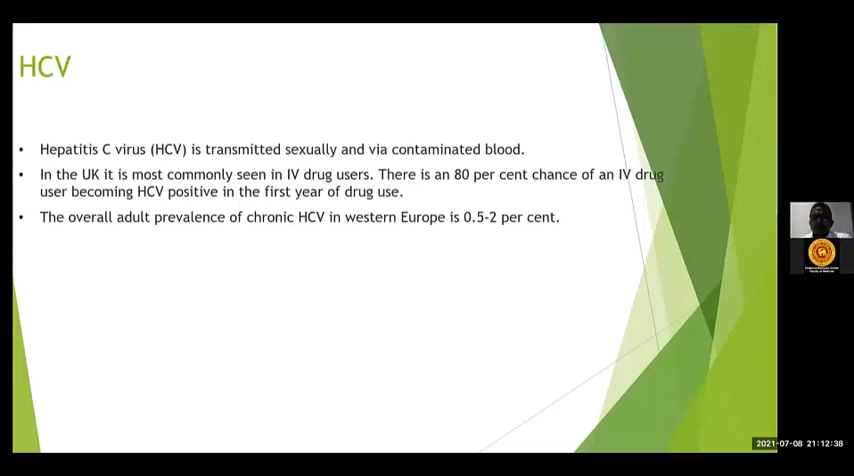 HCV
• Hepatitis C virus (HCV) is transmitted sexually and via contaminated blood.
• In the UK it is most commonly seen in IV drug users. There is an 80 per cent chance of an IV drug
user becoming HCV positive in the first year of drug use.
• The overall adult prevalence of chronic HCV in western Europe is 0.5-2 per cent.
2021-07-08 21:12:38